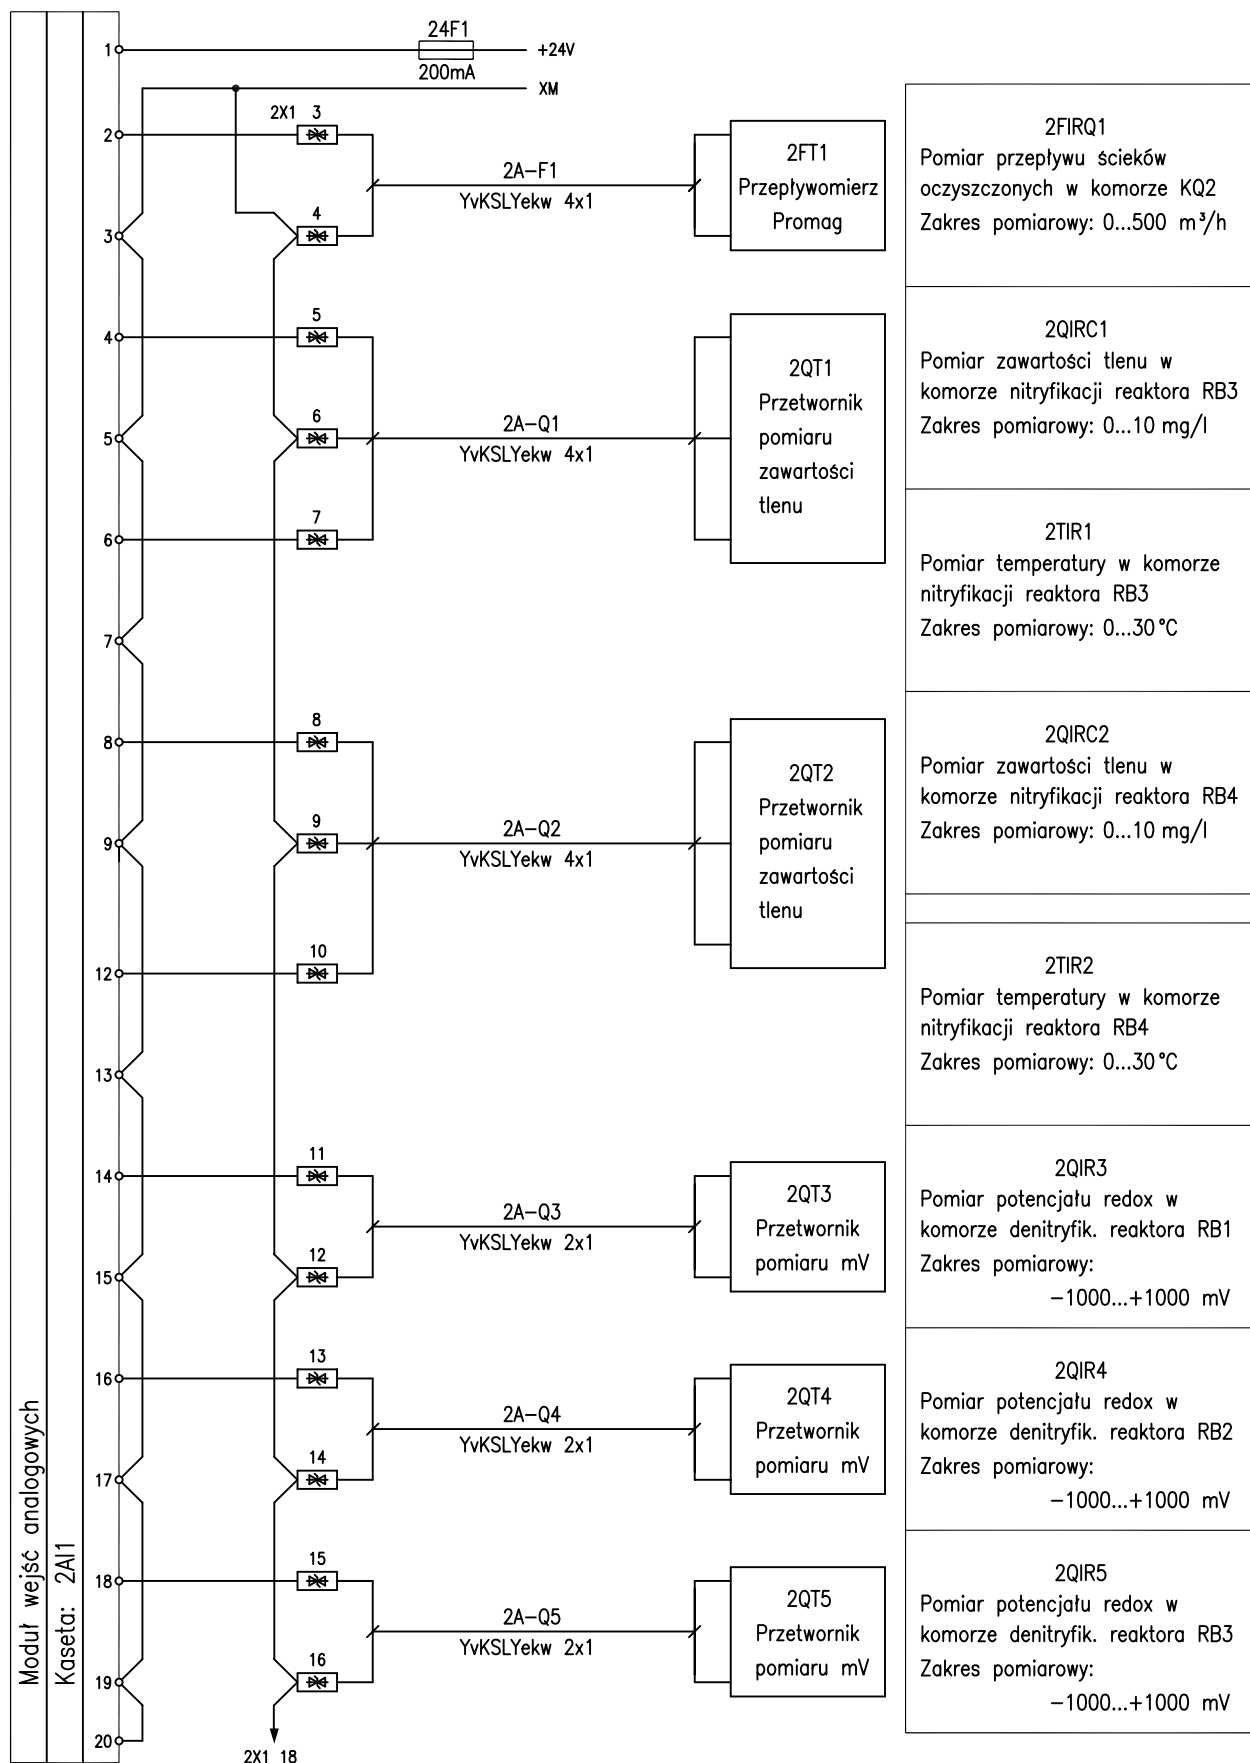 Moduł wejść analogowych
Kaseta: 2AI1
1
24F1
200mA
+24V
XM
2
2X1 3
3
4
2A-F1
YvKSLYekw 4x1
2FT1
Przepływomierz
Promag
2FIRQ1
Pomiar przepływu ścieków
oczyszczonych w komorze KQ2
Zakres pomiarowy: 0...500 m³/h
4
5
5
6
6
7
2A-Q1
YvKSLYekw 4x1
2QT1
Przetwornik
pomiaru
zawartości
tlenu
2QIRC1
Pomiar zawartości tlenu w
komorze nitryfikacji reaktora RB3
Zakres pomiarowy: 0...10 mg/l
2TIR1
Pomiar temperatury w komorze
nitryfikacji reaktora RB3
Zakres pomiarowy: 0...30°C
7
8
8
9
9
12
10
2A-Q2
YvKSLYekw 4x1
2QT2
Przetwornik
pomiaru
zawartości
tlenu
2QIRC2
Pomiar zawartości tlenu w
komorze nitryfikacji reaktora RB4
Zakres pomiarowy: 0...10 mg/l
2TIR2
Pomiar temperatury w komorze
nitryfikacji reaktora RB4
Zakres pomiarowy: 0...30°C
13
14
11
15
12
2A-Q3
YvKSLYekw 2x1
2QT3
Przetwornik
pomiaru mV
2QIR3
Pomiar potencjału redox w
komorze denitryfik. reaktora RB1
Zakres pomiarowy:
-1000...+1000 mV
16
13
17
14
2A-Q4
YvKSLYekw 2x1
2QT4
Przetwornik
pomiaru mV
2QIR4
Pomiar potencjału redox w
komorze denitryfik. reaktora RB2
Zakres pomiarowy:
-1000...+1000 mV
18
15
19
16
2A-Q5
YvKSLYekw 2x1
2QT5
Przetwornik
pomiaru mV
2QIR5
Pomiar potencjału redox w
komorze denitryfik. reaktora RB3
Zakres pomiarowy:
-1000...+1000 mV
20
2X1 18